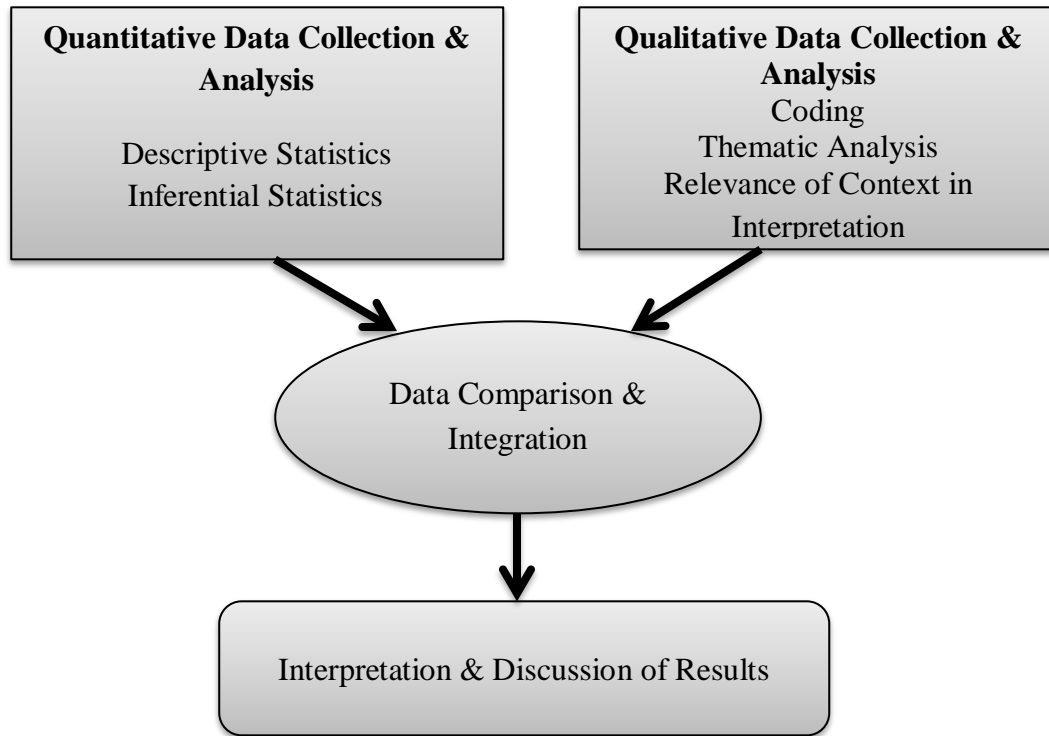 Quantitative Data Collection &
Analysis
Descriptive Statistics
Inferential Statistics
Qualitative Data Collection &
Analysis
Coding
Thematic Analysis
Relevance of Context in
Interpretation
Data Comparison &
Integration
Interpretation & Discussion of Results